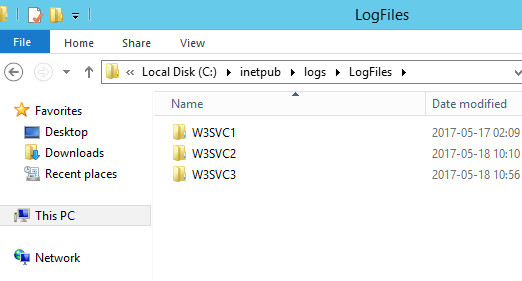 LogFiles
File Home Share View
« Local Disk (C:) inetpub logs LogFiles
Favorites
Desktop
Downloads
Recent places
This PC
Network
Name Date modified
W3SVC1 2017-05-17 02:09
W3SVC2 2017-05-18 10:10
W3SVC3 2017-05-18 10:56